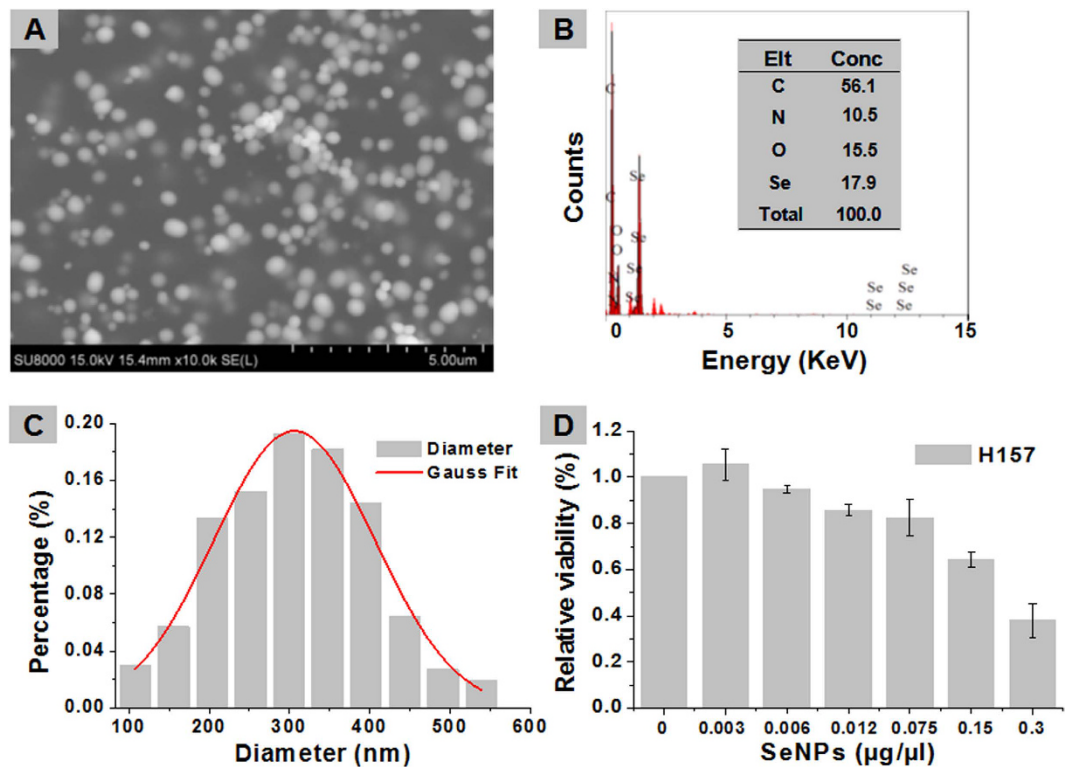 A
SU8000 15.0kV 15.4mm x10.0k SE(L)
5.00um
B
Elt Conc
C 56.1
N 10.5
O 15.5
Se 17.9
Total 100.0
C
Se
C
Se
O
O
Se
N
Se
N
Se
Se
Se
Se
Se
Counts
0 5 10 15
Energy (KeV)
C
Percentage (%)
0.20
0.16
0.12
0.08
0.04
0.00
Diameter
Gauss Fit
100 200 300 400 500 600
Diameter (nm)
D
Relative viability (%)
1.2
1.0
0.8
0.6
0.4
0.2
0.0
H157
0 0.003 0.006 0.012 0.075 0.15 0.3
SeNPs (μg/μl)